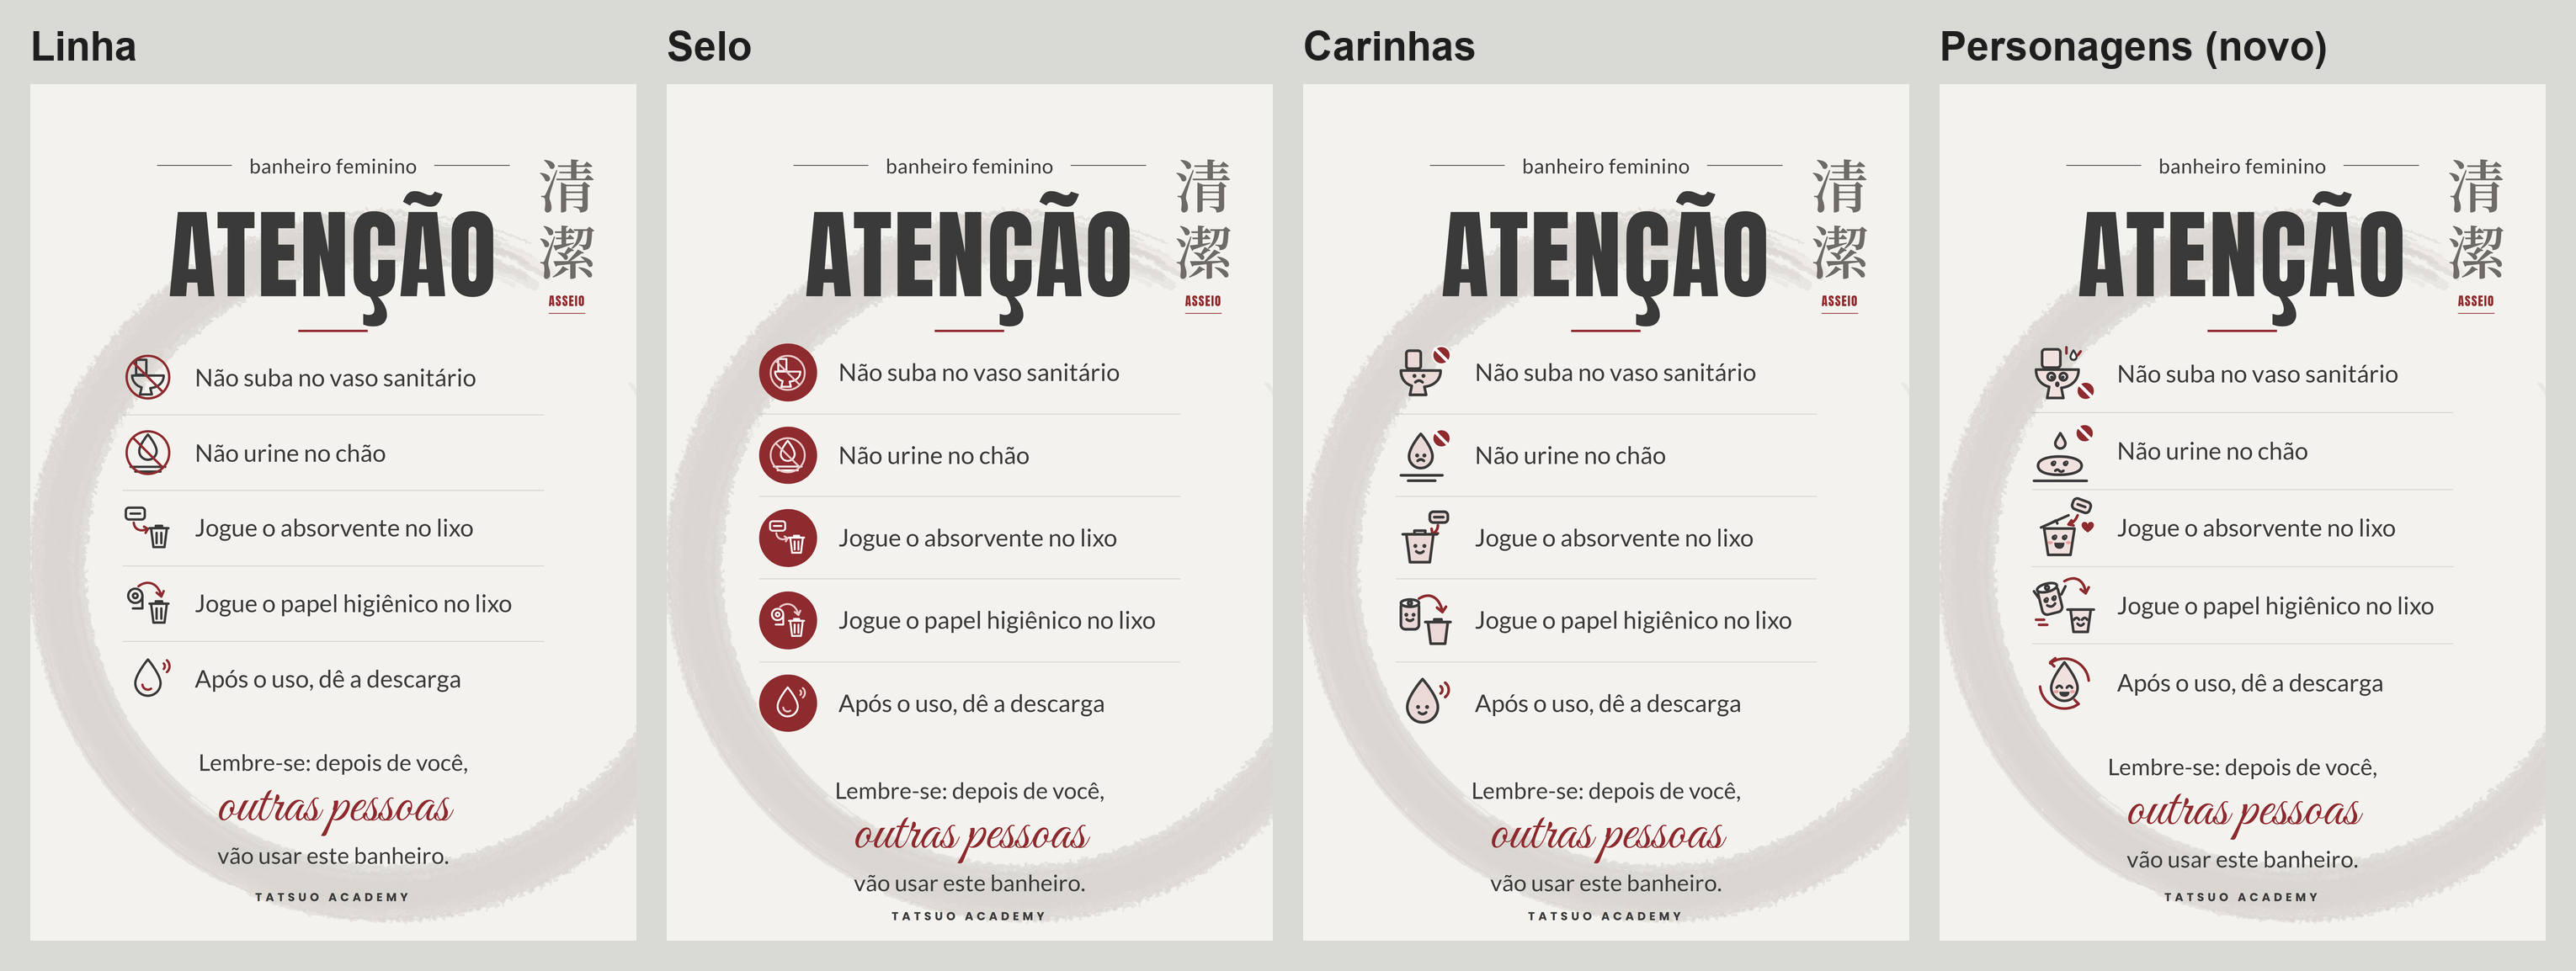 Linha
banheiro feminino
ATENÇÃO
清潔
ASSEIO
Não suba no vaso sanitário
Não urine no chão
Jogue o absorvente no lixo
Jogue o papel higiênico no lixo
Após o uso, dê a descarga
Lembre-se: depois de você,
outras pessoas
vão usar este banheiro.
TATSUO ACADEMY
Selo
banheiro feminino
ATENÇÃO
清潔
ASSEIO
Não suba no vaso sanitário
Não urine no chão
Jogue o absorvente no lixo
Jogue o papel higiênico no lixo
Após o uso, dê a descarga
Lembre-se: depois de você,
outras pessoas
vão usar este banheiro.
TATSUO ACADEMY
Carinhas
banheiro feminino
ATENÇÃO
清潔
ASSEIO
Não suba no vaso sanitário
Não urine no chão
Jogue o absorvente no lixo
Jogue o papel higiênico no lixo
Após o uso, dê a descarga
Lembre-se: depois de você,
outras pessoas
vão usar este banheiro.
TATSUO ACADEMY
Personagens (novo)
banheiro feminino
ATENÇÃO
清潔
ASSEIO
Não suba no vaso sanitário
Não urine no chão
Jogue o absorvente no lixo
Jogue o papel higiênico no lixo
Após o uso, dê a descarga
Lembre-se: depois de você,
outras pessoas
vão usar este banheiro.
TATSUO ACADEMY